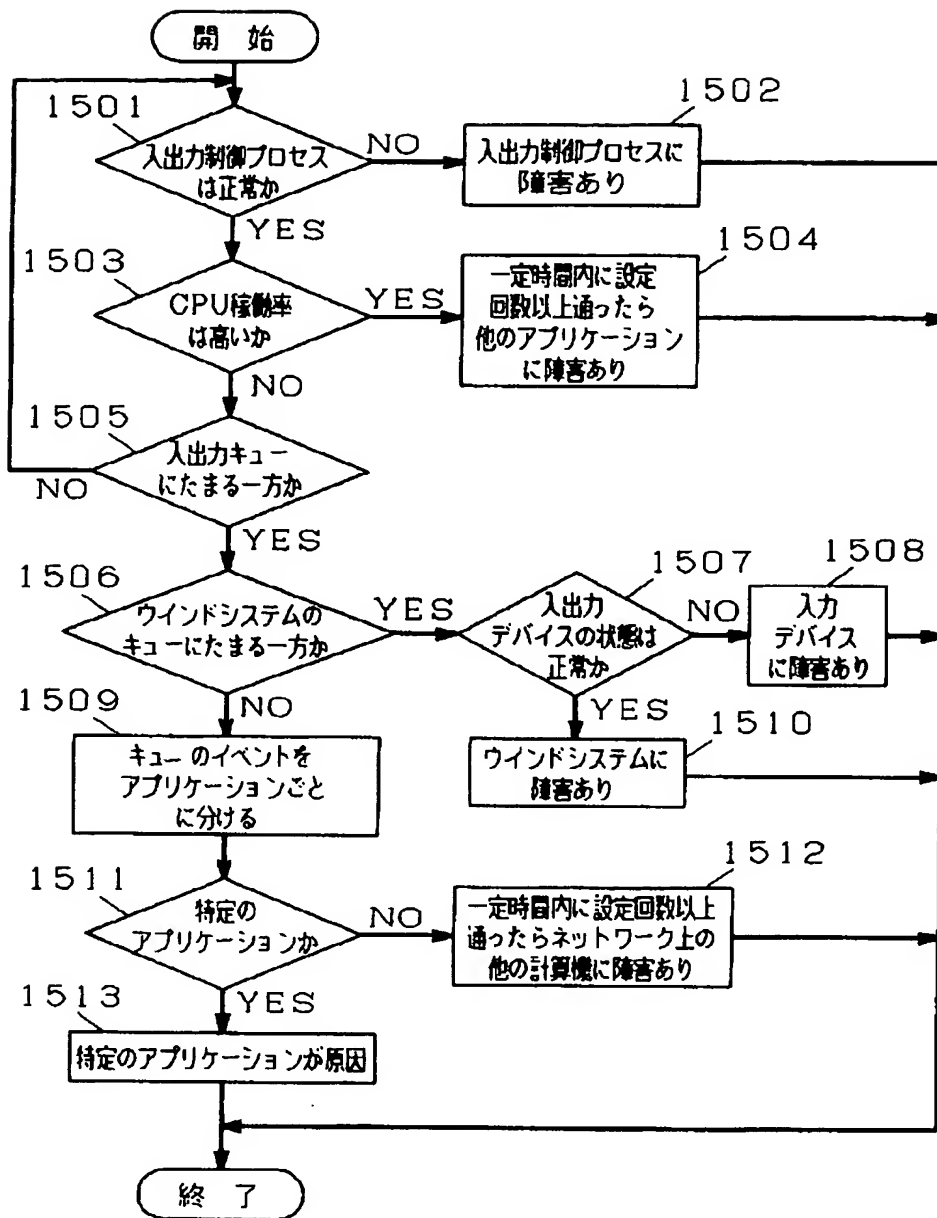 開 始
1501
入出力制御プロセス
は正常か
NO
1502
入出力制御プロセスに
障害あり
YES
1503
CPU稼働率
は高いか
YES
1504
一定時間内に設定
回数以上通ったら
他のアプリケーション
に障害あり
NO
1505
入出力キュー
にたまる一方か
NO
YES
1506
ウインドシステムの
キューにたまる一方か
YES
1507
入出力
デバイスの状態は
正常か
NO
1508
入力
デバイス
に障害あり
NO
YES
1509
キューのイベントを
アプリケーションごと
に分ける
1510
ウインドシステムに
障害あり
1511
特定の
アプリケーションか
NO
1512
一定時間内に設定回数以上
通ったらネットワーク上の
他の計算機に障害あり
YES
1513
特定のアプリケーションが原因
終 了